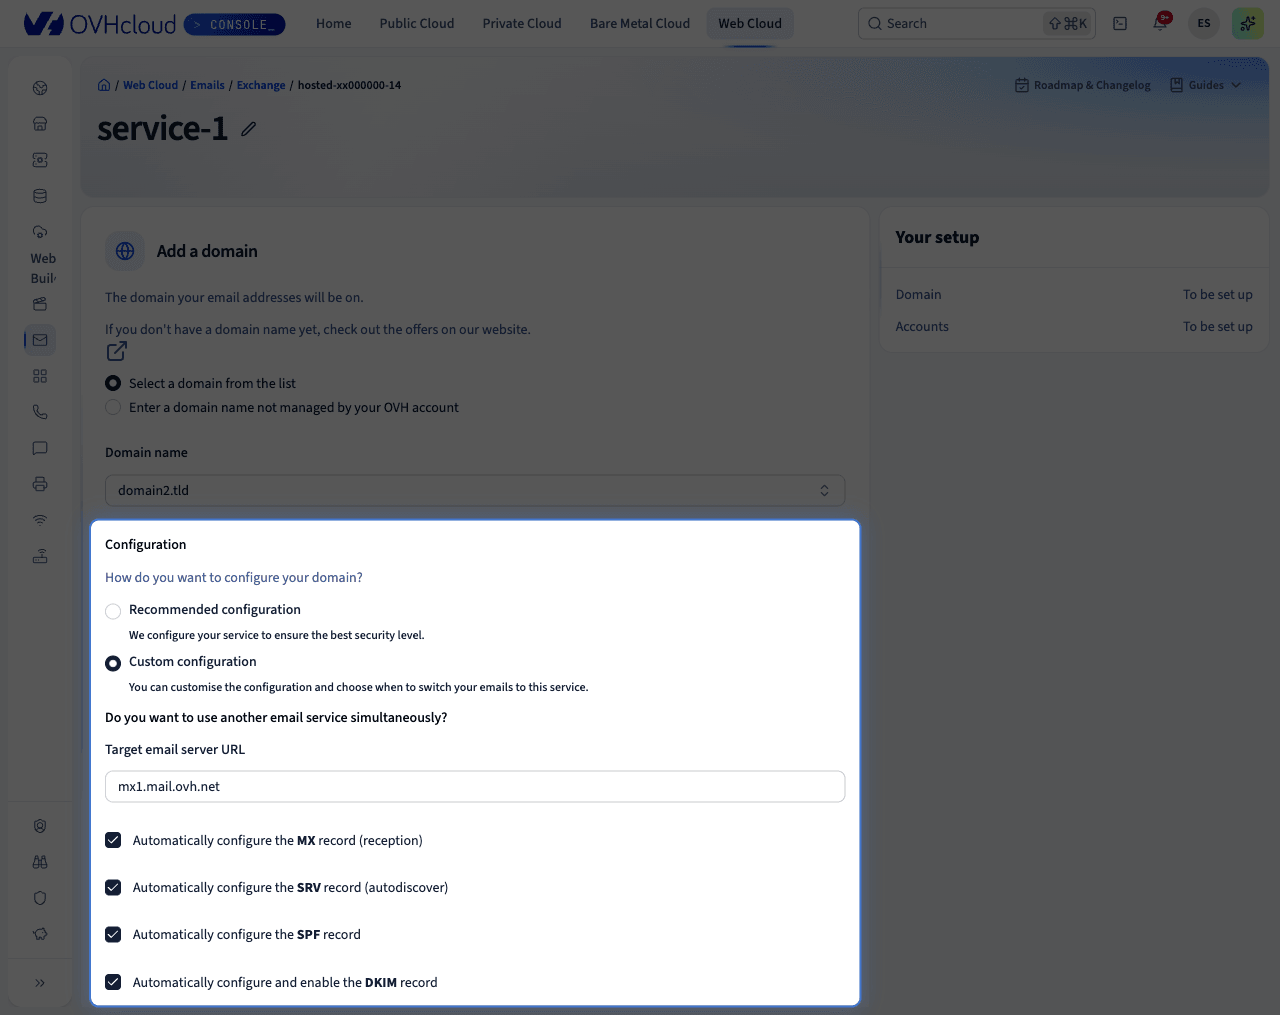 OVHcloud > CONSOLE_
Home Public Cloud Private Cloud Bare Metal Cloud Web Cloud
Search ⇧⌘K 9+ ES
/ Web Cloud / Emails / Exchange / hosted-xx000000-14
Roadmap & Changelog Guides
service-1
Web
Buil
Add a domain
The domain your email addresses will be on.
If you don't have a domain name yet, check out the offers on our website.
Select a domain from the list
Enter a domain name not managed by your OVH account
Domain name
domain2.tld
Configuration
How do you want to configure your domain?
Recommended configuration
We configure your service to ensure the best security level.
Custom configuration
You can customise the configuration and choose when to switch your emails to this service.
Do you want to use another email service simultaneously?
Target email server URL
mx1.mail.ovh.net
Automatically configure the MX record (reception)
Automatically configure the SRV record (autodiscover)
Automatically configure the SPF record
Automatically configure and enable the DKIM record
Your setup
Domain To be set up
Accounts To be set up